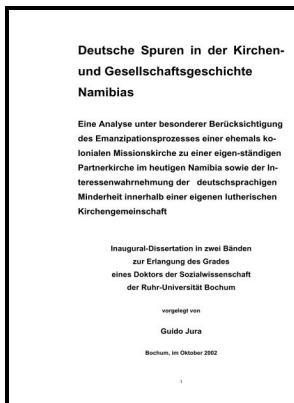 Deutsche Spuren in der Kirchen-
und Gesellschaftsgeschichte
Namibias
Eine Analyse unter besonderer Berücksichtigung
des Emanzipationsprozesses einer ehemals ko-
lonialen Missionskirche zu einer eigen-ständigen
Partnerkirche im heutigen Namibia sowie der In-
teressenwahrnehmung der deutschsprachigen
Minderheit innerhalb einer eigenen lutherischen
Kirchengemeinschaft
Inaugural-Dissertation in zwei Bänden
zur Erlangung des Grades
eines Doktors der Sozialwissenschaft
der Ruhr-Universität Bochum
vorgelegt von
Guido Jura
Bochum, im Oktober 2002
1